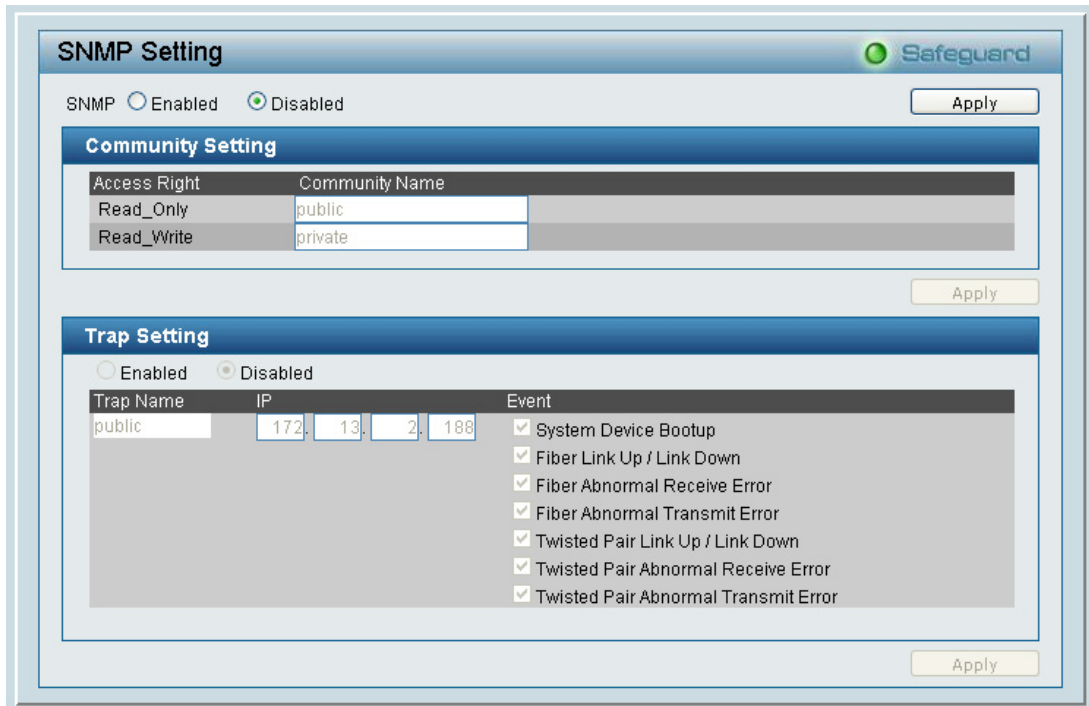 SNMP Setting Safeguard
SNMP Enabled Disabled Apply
Community Setting
Access Right Community Name
Read_Only public
Read_Write private
Apply
Trap Setting
Enabled Disabled
Trap Name IP Event
public 172. 13. 2. 188 System Device Bootup
Fiber Link Up / Link Down
Fiber Abnormal Receive Error
Fiber Abnormal Transmit Error
Twisted Pair Link Up / Link Down
Twisted Pair Abnormal Receive Error
Twisted Pair Abnormal Transmit Error
Apply